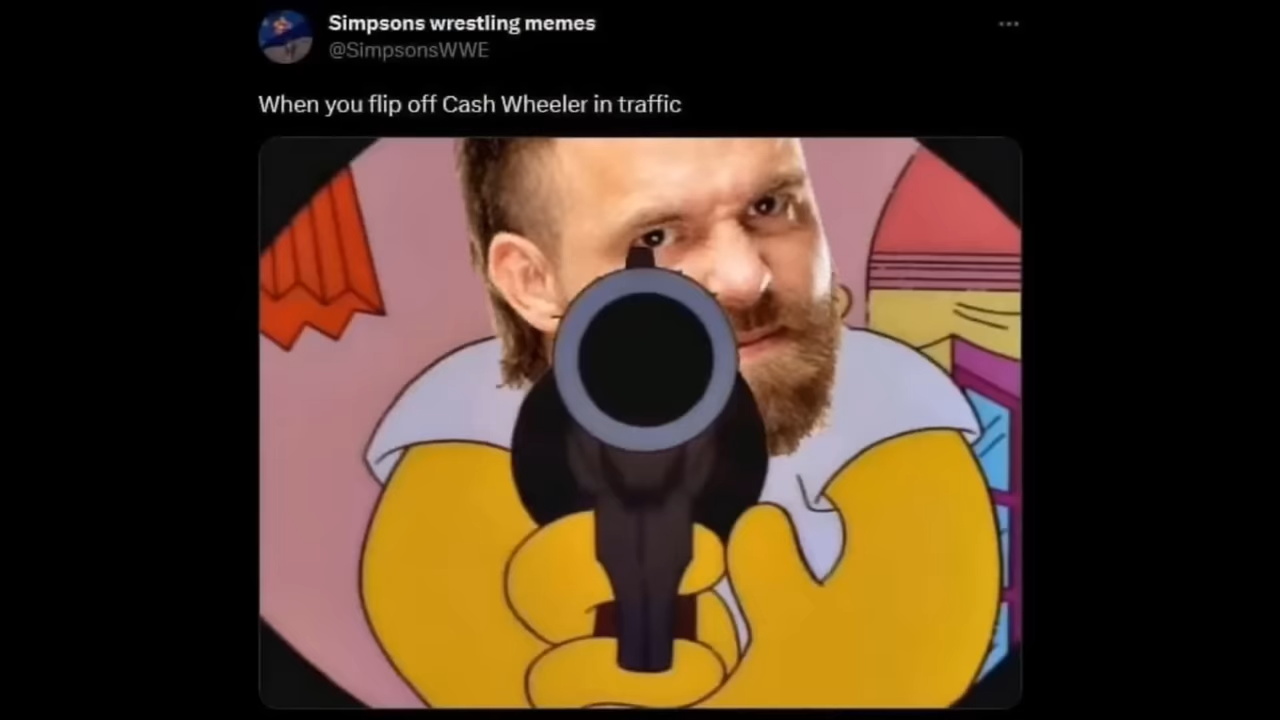 Simpsons wrestling memes
@SimpsonsWWE
When you flip off Cash Wheeler in traffic